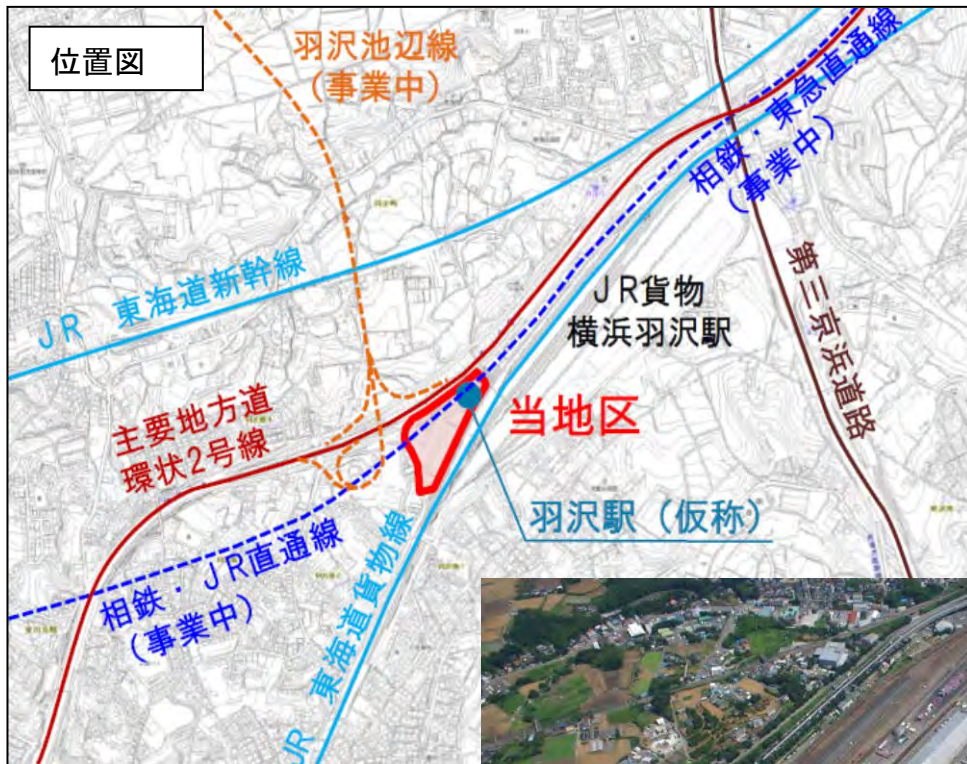 位置図
羽沢池辺線
(事業中)
相鉄・東急直通線
(事業中)
JR 東海道新幹線
JR貨物
横浜羽沢駅
第三京浜道路
主要地方道
環状2号線
当地区
羽沢駅(仮称)
相鉄・JR直通線
(事業中)
JR 東海道貨物線